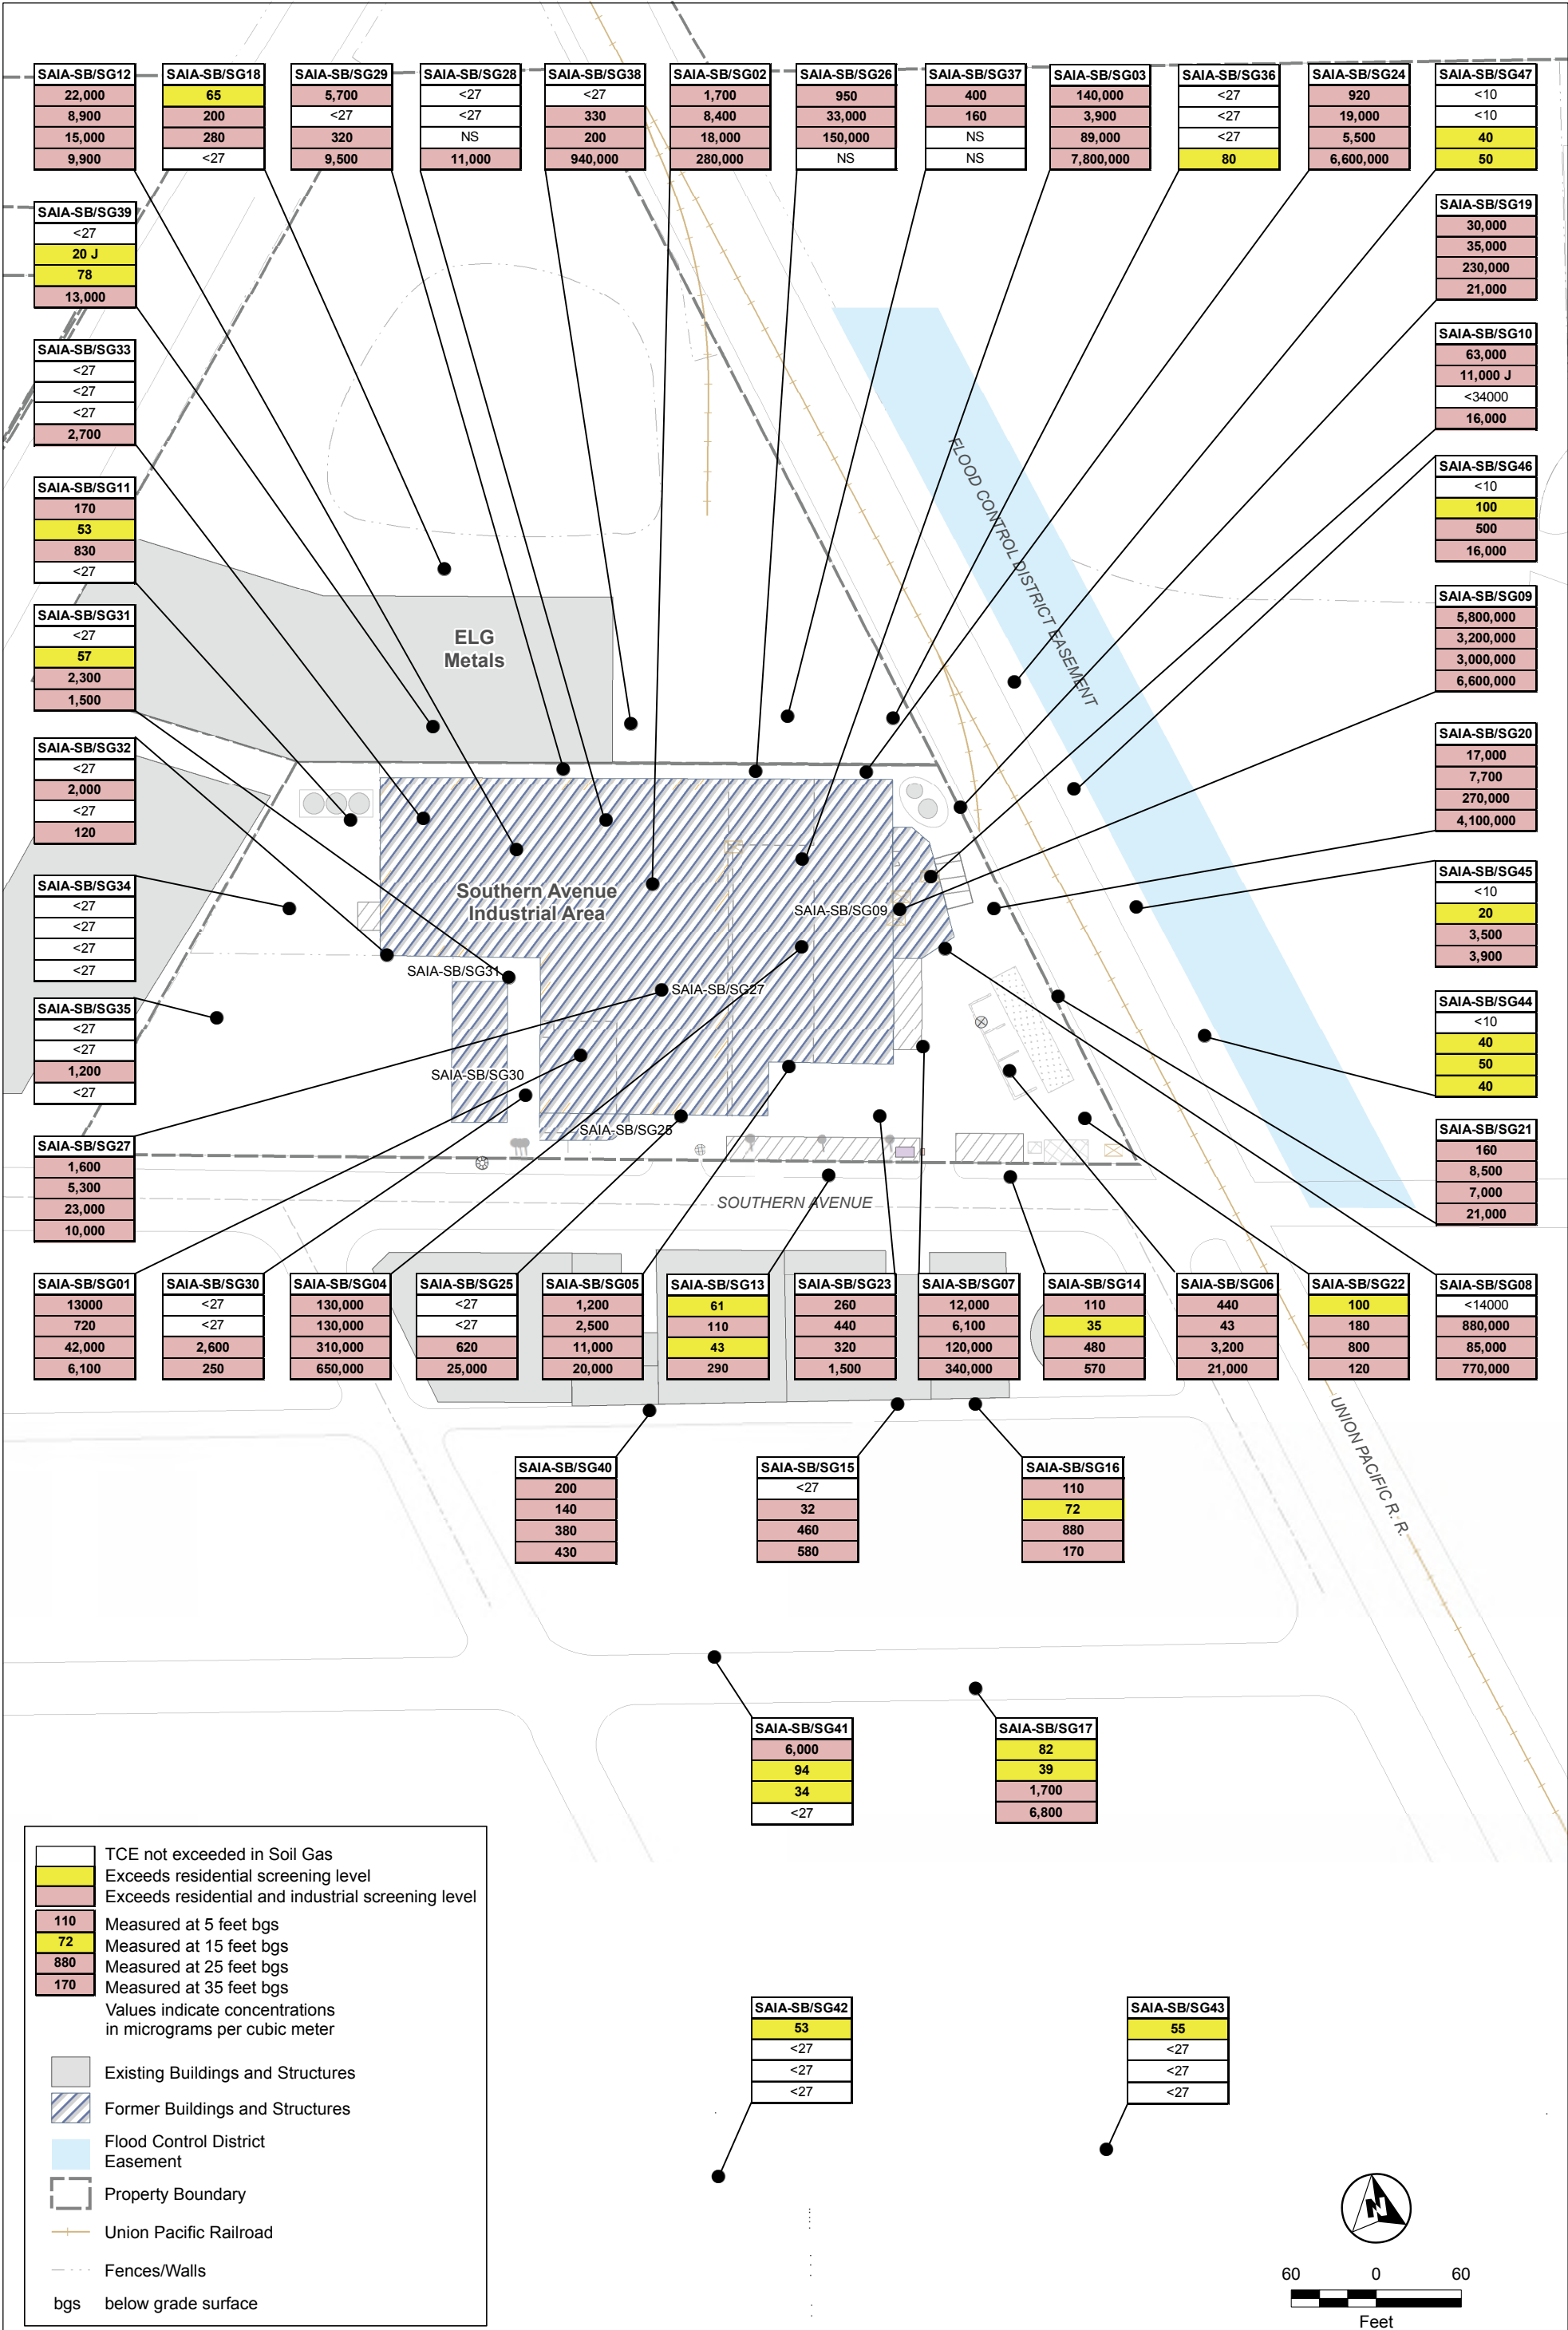 SAIA-SB/SG12
22,000
8,900
15,000
9,900
SAIA-SB/SG18
65
200
280
<27
SAIA-SB/SG29
5,700
<27
320
9,500
SAIA-SB/SG28
<27
<27
NS
11,000
SAIA-SB/SG38
<27
330
200
940,000
SAIA-SB/SG02
1,700
8,400
18,000
280,000
SAIA-SB/SG26
950
33,000
150,000
NS
SAIA-SB/SG37
400
160
NS
NS
SAIA-SB/SG03
140,000
3,900
89,000
7,800,000
SAIA-SB/SG36
<27
<27
<27
80
SAIA-SB/SG24
920
19,000
5,500
6,600,000
SAIA-SB/SG47
<10
<10
40
50
SAIA-SB/SG39
<27
20 J
78
13,000
SAIA-SB/SG33
<27
<27
<27
2,700
SAIA-SB/SG11
170
53
830
<27
SAIA-SB/SG31
<27
57
2,300
1,500
SAIA-SB/SG32
<27
2,000
<27
120
SAIA-SB/SG34
<27
<27
<27
<27
SAIA-SB/SG35
<27
<27
1,200
<27
SAIA-SB/SG27
1,600
5,300
23,000
10,000
SAIA-SB/SG19
30,000
35,000
230,000
21,000
SAIA-SB/SG10
63,000
11,000 J
<34000
16,000
SAIA-SB/SG46
<10
100
500
16,000
SAIA-SB/SG09
5,800,000
3,200,000
3,000,000
6,600,000
SAIA-SB/SG20
17,000
7,700
270,000
4,100,000
SAIA-SB/SG45
<10
20
3,500
3,900
SAIA-SB/SG44
<10
40
50
40
SAIA-SB/SG21
160
8,500
7,000
21,000
FLOOD CONTROL DISTRICT EASEMENT
ELG
Metals
Southern Avenue
Industrial Area
SAIA-SB/SG09
SAIA-SB/SG31
SAIA-SB/SG27
SAIA-SB/SG30
SAIA-SB/SG25
SOUTHERN AVENUE
SAIA-SB/SG01
13000
720
42,000
6,100
SAIA-SB/SG30
<27
<27
2,600
250
SAIA-SB/SG04
130,000
130,000
310,000
650,000
SAIA-SB/SG25
<27
<27
620
25,000
SAIA-SB/SG05
1,200
2,500
11,000
20,000
SAIA-SB/SG13
61
110
43
290
SAIA-SB/SG23
260
440
320
1,500
SAIA-SB/SG07
12,000
6,100
120,000
340,000
SAIA-SB/SG14
110
35
480
570
SAIA-SB/SG06
440
43
3,200
21,000
SAIA-SB/SG22
100
180
800
120
SAIA-SB/SG08
<14000
880,000
85,000
770,000
UNION PACIFIC R. R.
SAIA-SB/SG40
200
140
380
430
SAIA-SB/SG15
<27
32
460
580
SAIA-SB/SG16
110
72
880
170
SAIA-SB/SG41
6,000
94
34
<27
SAIA-SB/SG17
82
39
1,700
6,800
SAIA-SB/SG42
53
<27
<27
<27
SAIA-SB/SG43
55
<27
<27
<27
TCE not exceeded in Soil Gas
Exceeds residential screening level
Exceeds residential and industrial screening level
110 Measured at 5 feet bgs
72 Measured at 15 feet bgs
880 Measured at 25 feet bgs
170 Measured at 35 feet bgs
Values indicate concentrations
in micrograms per cubic meter
Existing Buildings and Structures
Former Buildings and Structures
Flood Control District
Easement
Property Boundary
Union Pacific Railroad
Fences/Walls
bgs below grade surface
N
60 0 60
Feet